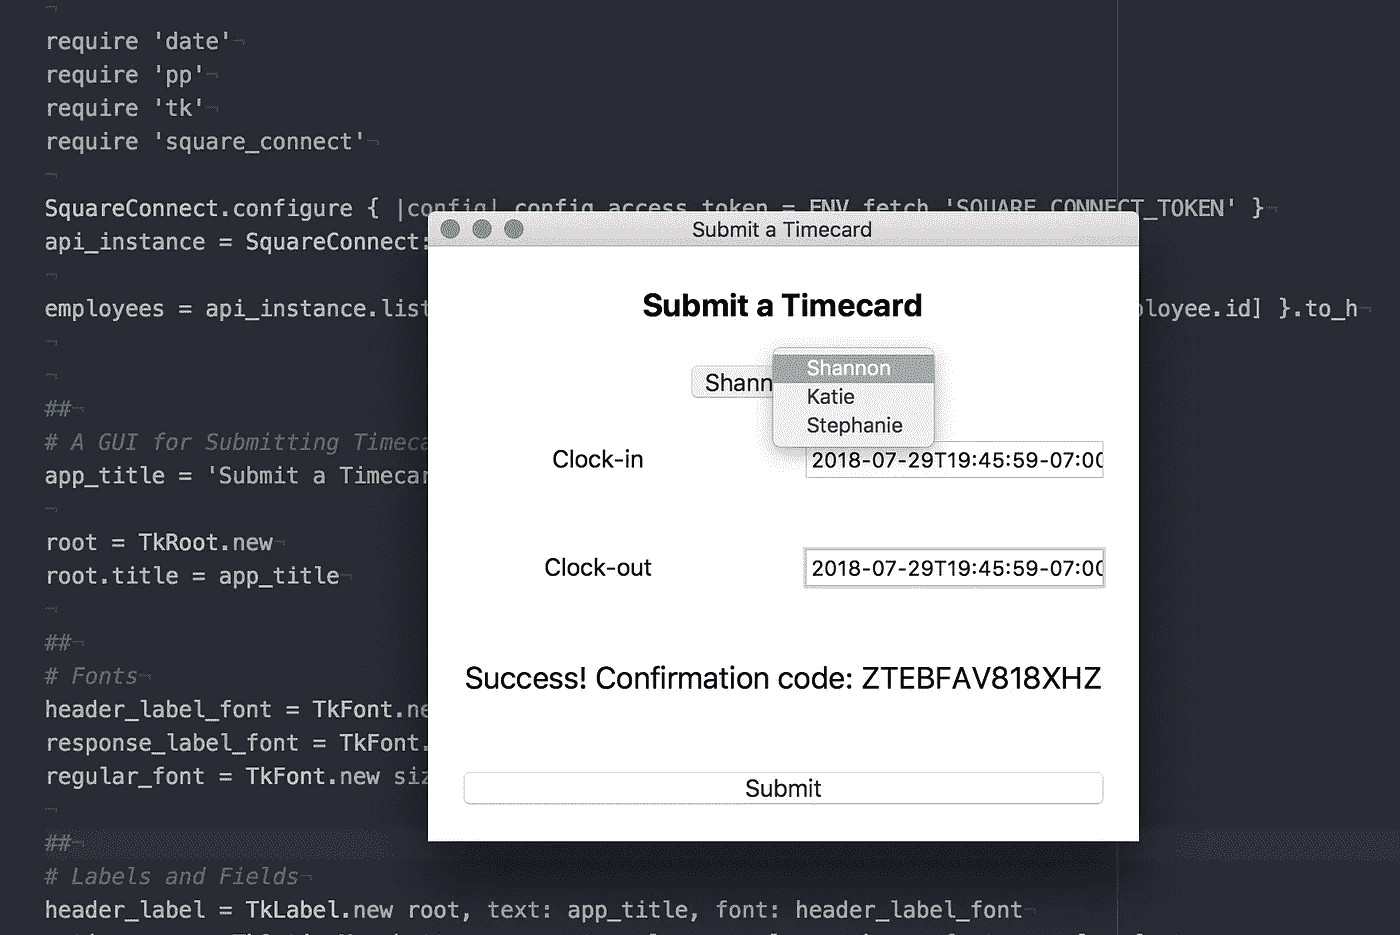 require 'date'
require 'pp'
require 'tk'
require 'square_connect'
SquareConnect.configure { |config| config access token = ENV fetch 'SQUARE_CONNECT_TOKEN' }
api_instance = SquareConnect:
employees = api_instance.list ployee.id] }.to_h
##
# A GUI for Submitting Timeca
app_title = 'Submit a Timecar
root = TkRoot.new
root.title = app_title
##
# Fonts
header_label_font = TkFont.ne
response_label_font = TkFont.
regular_font = TkFont.new siz
##
# Labels and Fields
header_label = TkLabel.new root, text: app_title, font: header_label_font
Submit a Timecard
Submit a Timecard
Shann
Shannon
Katie
Stephanie
Clock-in
2018-07-29T19:45:59-07:00
Clock-out
2018-07-29T19:45:59-07:00
Success! Confirmation code: ZTEBFAV818XHZ
Submit